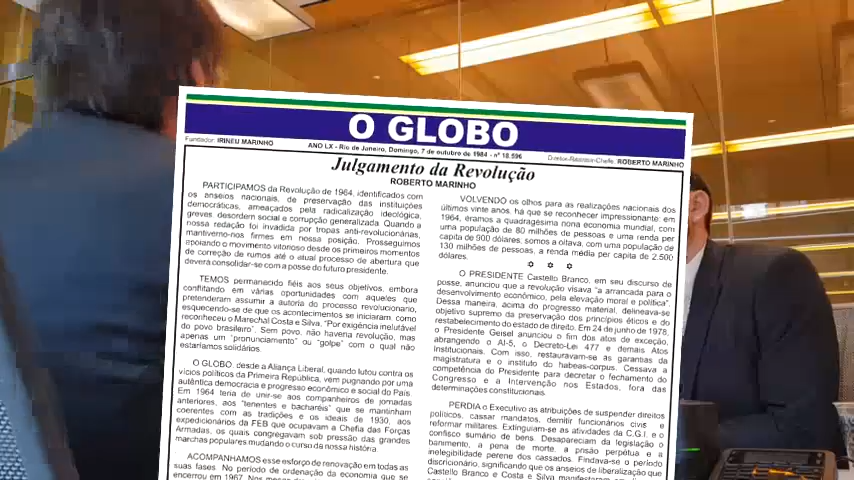 O GLOBO
Fundador: IRINEU MARINHO
ANO LX - Rio de Janeiro, Domingo, 7 de outubro de 1984 - nº 18.596
Diretor-Redator-Chefe: ROBERTO MARINHO
Julgamento da Revolução
ROBERTO MARINHO
PARTICIPAMOS da Revolução de 1964, identificados com
os anseios nacionais, de preservação das instituições
democráticas, ameaçados pela radicalização ideológica,
greves desordem social e corrupção generalizada. Quando a
nossa redação foi invadida por tropas anti-revolucionárias,
mantivemo-nos firmes em nossa posição. Prosseguimos
apoiando o movimento vitorioso desde os primeiros momentos
de correção de rumos até o atual processo de abertura que
deverá consolidar-se com a posse do futuro presidente.
TEMOS permanecido fiéis aos seus objetivos, embora
conflitando em várias oportunidades com aqueles que
pretenderam assumir a autoria do processo revolucionário,
esquecendo-se de que os acontecimentos se iniciaram como
reconheceu o Marechal Costa e Silva, "Por exigência inelutável
do povo brasileiro". Sem povo, não haveria revolução, mas
apenas um "pronunciamento" ou "golpe" com o qual não
estaríamos solidários.
O GLOBO, desde a Aliança Liberal, quando lutou contra os
vícios políticos da Primeira República, vem pugnando por uma
autêntica democracia e progresso econômico e social do País.
Em 1964 teria de unir-se aos companheiros de jornadas
anteriores, aos "tenentes e bacharéis" que se mantinham
coerentes com as tradições e os ideais de 1930, aos
expedicionários da FEB que ocupavam a Chefia das Forças
Armadas, os quais congregavam sob pressão das grandes
marchas populares mudando o curso da nossa história.
ACOMPANHAMOS esse esforço de renovação em todas as
suas fases. No período de ordenação da economia que se
encerrou em 1967. Nos
VOLVENDO os olhos para as realizações nacionais dos
últimos vinte anos, há que se reconhecer impressionante: em
1964, eramos a quadragésima nona economia mundial, com
uma população de 80 milhões de pessoas e uma renda per
capita de 900 dólares, somos a oitava, com uma população de
130 milhões de pessoas, a renda média per capita de 2.500
dólares.
O PRESIDENTE Castello Branco, em seu discurso de
posse, anunciou que a revolução visava "a arrancada para o
desenvolvimento econômico, pela elevação moral e política".
Dessa maneira, acima do progresso material, delineava-se
objetivo supremo da preservação dos princípios éticos e do
restabelecimento do estado de direito. Em 24 de junho de 1978,
o Presidente Geisel anunciou o fim dos atos de exceção,
abrangendo o AI-5, o Decreto-Lei 477 e demais Atos
Institucionais. Com isso, restauravam-se as garantias da
magistratura e o instituto do habeas-corpus. Cessava a
competência do Presidente para decretar o fechamento do
Congresso e a Intervenção nos Estados, fora das
determinações constitucionais.
PERDIA o Executivo as atribuições de suspender direitos
políticos, cassar mandatos, demitir funcionários civis e
reformar militares. Extinguiam-se as atividades da C.G.I. e o
confisco sumário de bens. Desapareciam da legislação o
banimento, a pena de morte, a prisão perpétua e a
inelegibilidade perene dos cassados. Findava-se o período
discricionário, significando que os anseios de liberalização que
Castello Branco e Costa e Silva manifestaram em